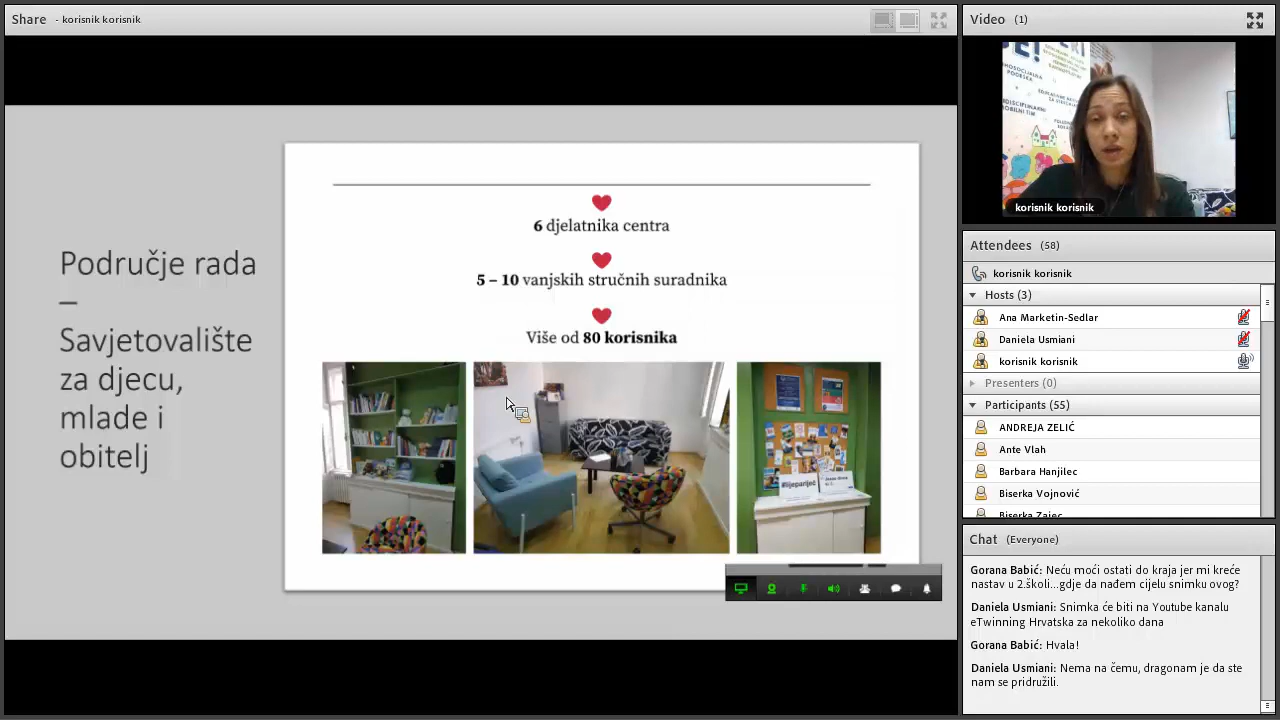 Share - korisnik korisnik
Područje rada
–
Savjetovalište
za djecu,
mlade i
obitelj
6 djelatnika centra
5 – 10 vanjskih stručnih suradnika
Više od 80 korisnika
#lijepariječ
Video (1)
korisnik korisnik
Attendees (58)
korisnik korisnik
Hosts (3)
Ana Marketin-Sedlar
Daniela Usmiani
korisnik korisnik
Presenters (0)
Participants (55)
ANDREJA ZELIĆ
Ante Vlah
Barbara Hanjilec
Biserka Vojnović
Biserka Zajec
Chat (Everyone)
Gorana Babić: Neću moći ostati do kraja jer mi kreće
nastav u 2.školi...gdje da nađem cijelu snimku ovog?
Daniela Usmiani: Snimka će biti na Youtube kanalu
eTwinning Hrvatska za nekoliko dana
Gorana Babić: Hvala!
Daniela Usmiani: Nema na čemu, dragonam je da ste
nam se pridružili.